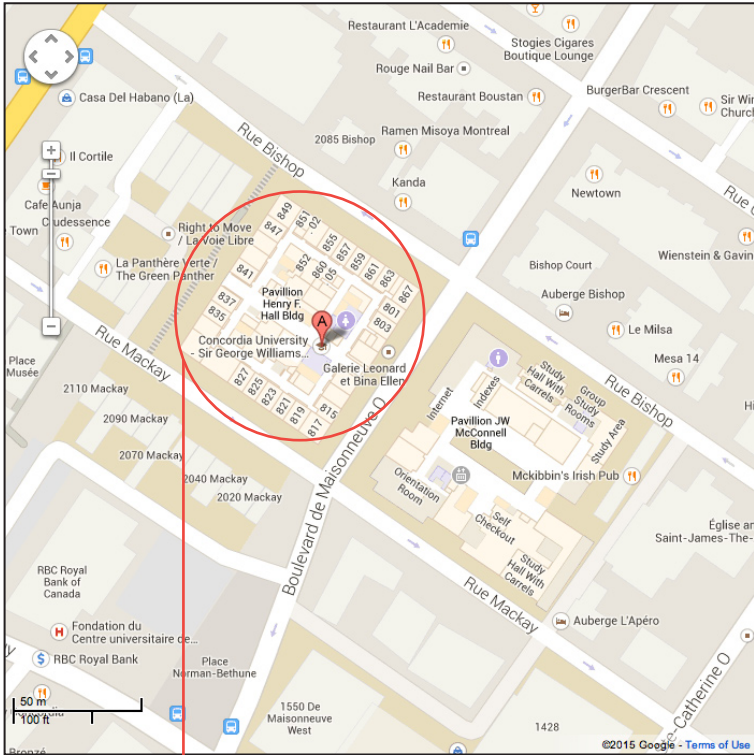 Restaurant L'Academie
Stogies Cigares
Boutique Lounge
Rouge Nail Bar
BurgerBar Crescent
Casa Del Habano (La)
Restaurant Boustan
Sir Win
Church
Rue Bishop
2085 Bishop
Ramen Misoya Montreal
Il Cortile
Kanda
Newtown
Cafe Aunja
Crudessence
Town
Right to Move
/ La Voie Libre
849
851
.02
847
855
857
859
861
863
867
852
860
.05
841
837
835
801
803
La Panthère Verte /
The Green Panther
Pavillion
Henry F.
Hall Bldg
Wienstein & Gavin
Bishop Court
Auberge Bishop
A
Rue Mackay
Concordia University
- Sir George Williams...
Le Milsa
Place
Musée
Galerie Leonard
et Bina Ellen
Mesa 14
827
825
823
821
819
817
815
2110 Mackay
2090 Mackay
2070 Mackay
2040 Mackay
2020 Mackay
Boulevard de Maisonneuve O
Internet
Indexes
Study
Hall With
Carrels
Group
Study
Rooms
Study Area
Rue Bishop
Pavillion JW
McConnell
Bldg
Orientation
Room
Mckibbin's Irish Pub
Self
Checkout
Study
Hall With
Carrels
Église an
Saint-James-The-
Rue Mackay
RBC Royal
Bank of
Canada
Auberge L'Apéro
H
Fondation du
Centre universitaire de...
$
RBC Royal Bank
Place
Norman-Bethune
50 m
100 ft
1550 De
Maisonneuve
West
1428
e-Catherine O
©2015 Google - Terms of Use